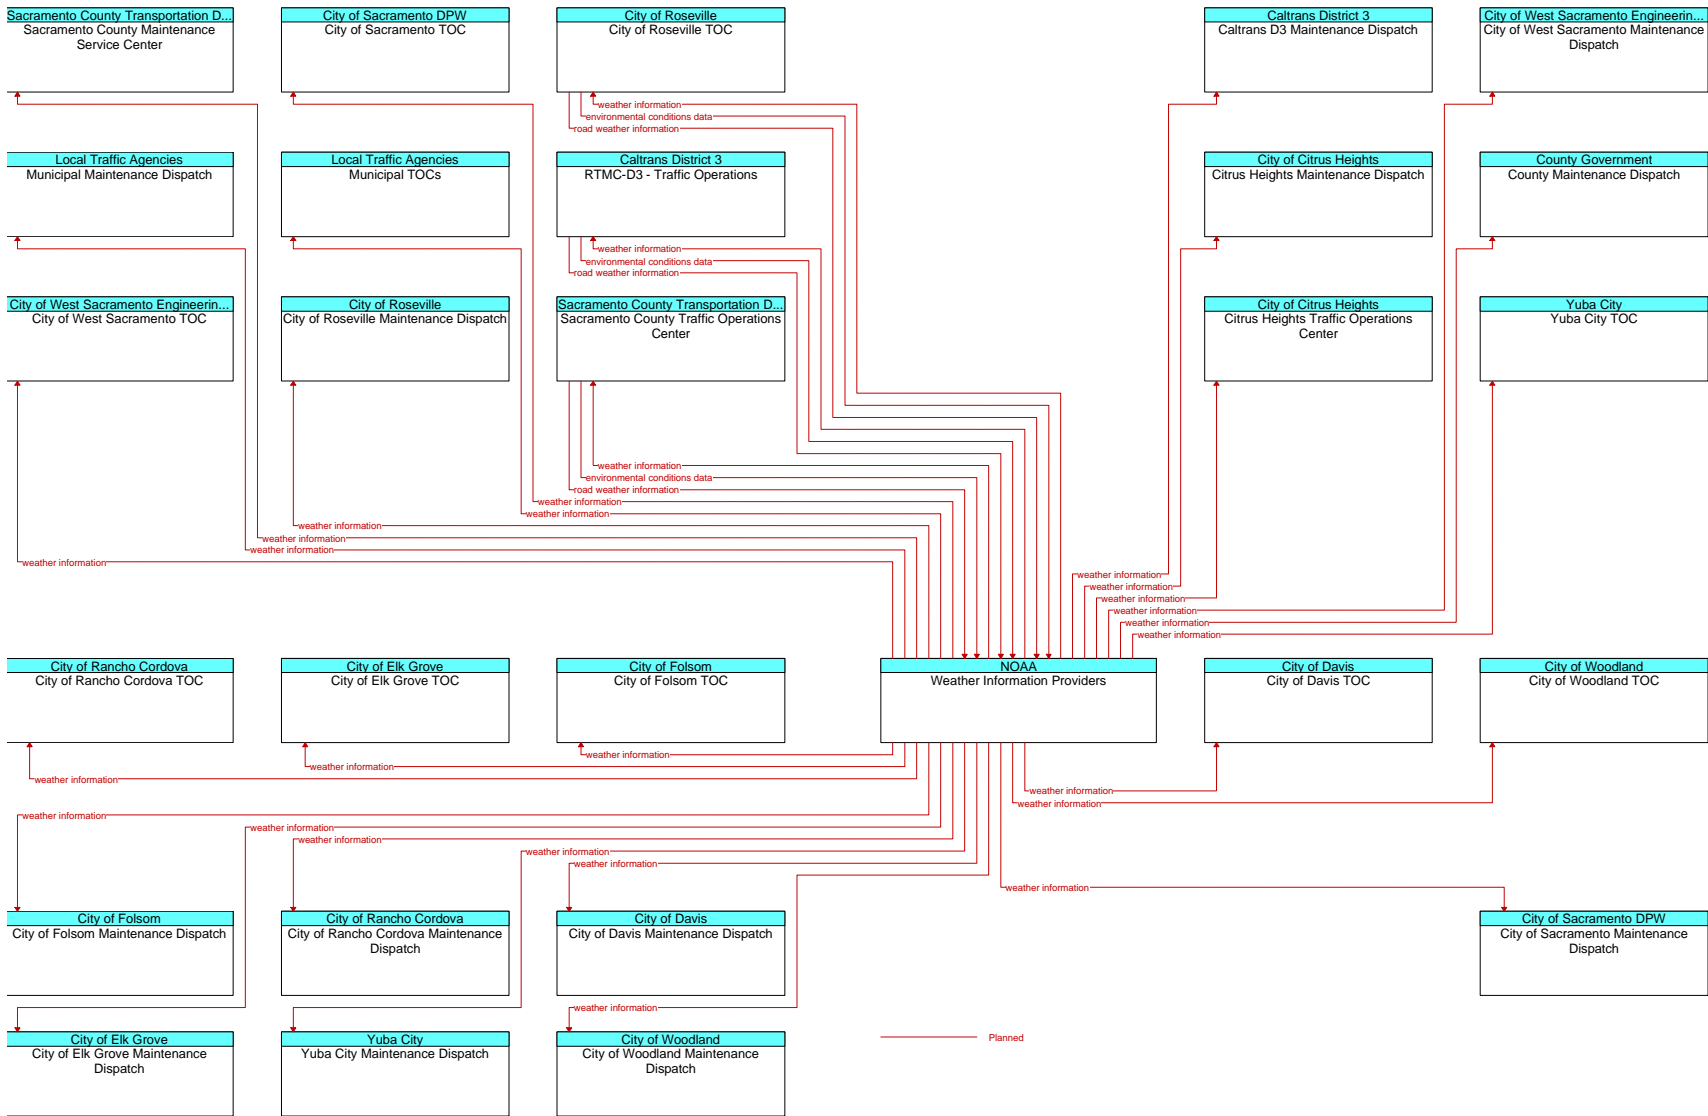 Sacramento County Transportation D...
Sacramento County Maintenance
Service Center
City of Sacramento DPW
City of Sacramento TOC
City of Roseville
City of Roseville TOC
Caltrans District 3
Caltrans D3 Maintenance Dispatch
City of West Sacramento Engineerin...
City of West Sacramento Maintenance
Dispatch
weather information
environmental conditions data
road weather information
Local Traffic Agencies
Municipal Maintenance Dispatch
Local Traffic Agencies
Municipal TOCs
Caltrans District 3
RTMC-D3 - Traffic Operations
City of Citrus Heights
Citrus Heights Maintenance Dispatch
County Government
County Maintenance Dispatch
weather information
environmental conditions data
road weather information
City of West Sacramento Engineerin...
City of West Sacramento TOC
City of Roseville
City of Roseville Maintenance Dispatch
Sacramento County Transportation D...
Sacramento County Traffic Operations
Center
City of Citrus Heights
Citrus Heights Traffic Operations
Center
Yuba City
Yuba City TOC
weather information
environmental conditions data
road weather information
weather information
weather information
weather information
weather information
weather information
weather information
weather information
weather information
weather information
weather information
weather information
weather information
City of Rancho Cordova
City of Rancho Cordova TOC
City of Elk Grove
City of Elk Grove TOC
City of Folsom
City of Folsom TOC
NOAA
Weather Information Providers
City of Davis
City of Davis TOC
City of Woodland
City of Woodland TOC
weather information
weather information
weather information
weather information
weather information
weather information
weather information
weather information
weather information
weather information
weather information
City of Folsom
City of Folsom Maintenance Dispatch
City of Rancho Cordova
City of Rancho Cordova Maintenance
Dispatch
City of Davis
City of Davis Maintenance Dispatch
City of Sacramento DPW
City of Sacramento Maintenance
Dispatch
weather information
City of Elk Grove
City of Elk Grove Maintenance
Dispatch
Yuba City
Yuba City Maintenance Dispatch
City of Woodland
City of Woodland Maintenance
Dispatch
Planned